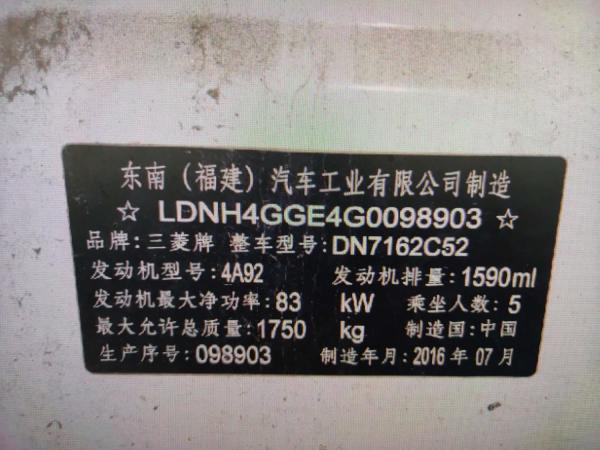 东南（福建）汽车工业有限公司制造
☆ LDNH4GGE4G0098903 ☆
品牌:三菱牌 整车型号:DN7162C52
发动机型号:4A92 发动机排量:1590ml
发动机最大净功率:83 kW 乘坐人数:5
最大允许总质量:1750 kg 制造国:中国
生产序号:098903 制造年月:2016 年 07 月